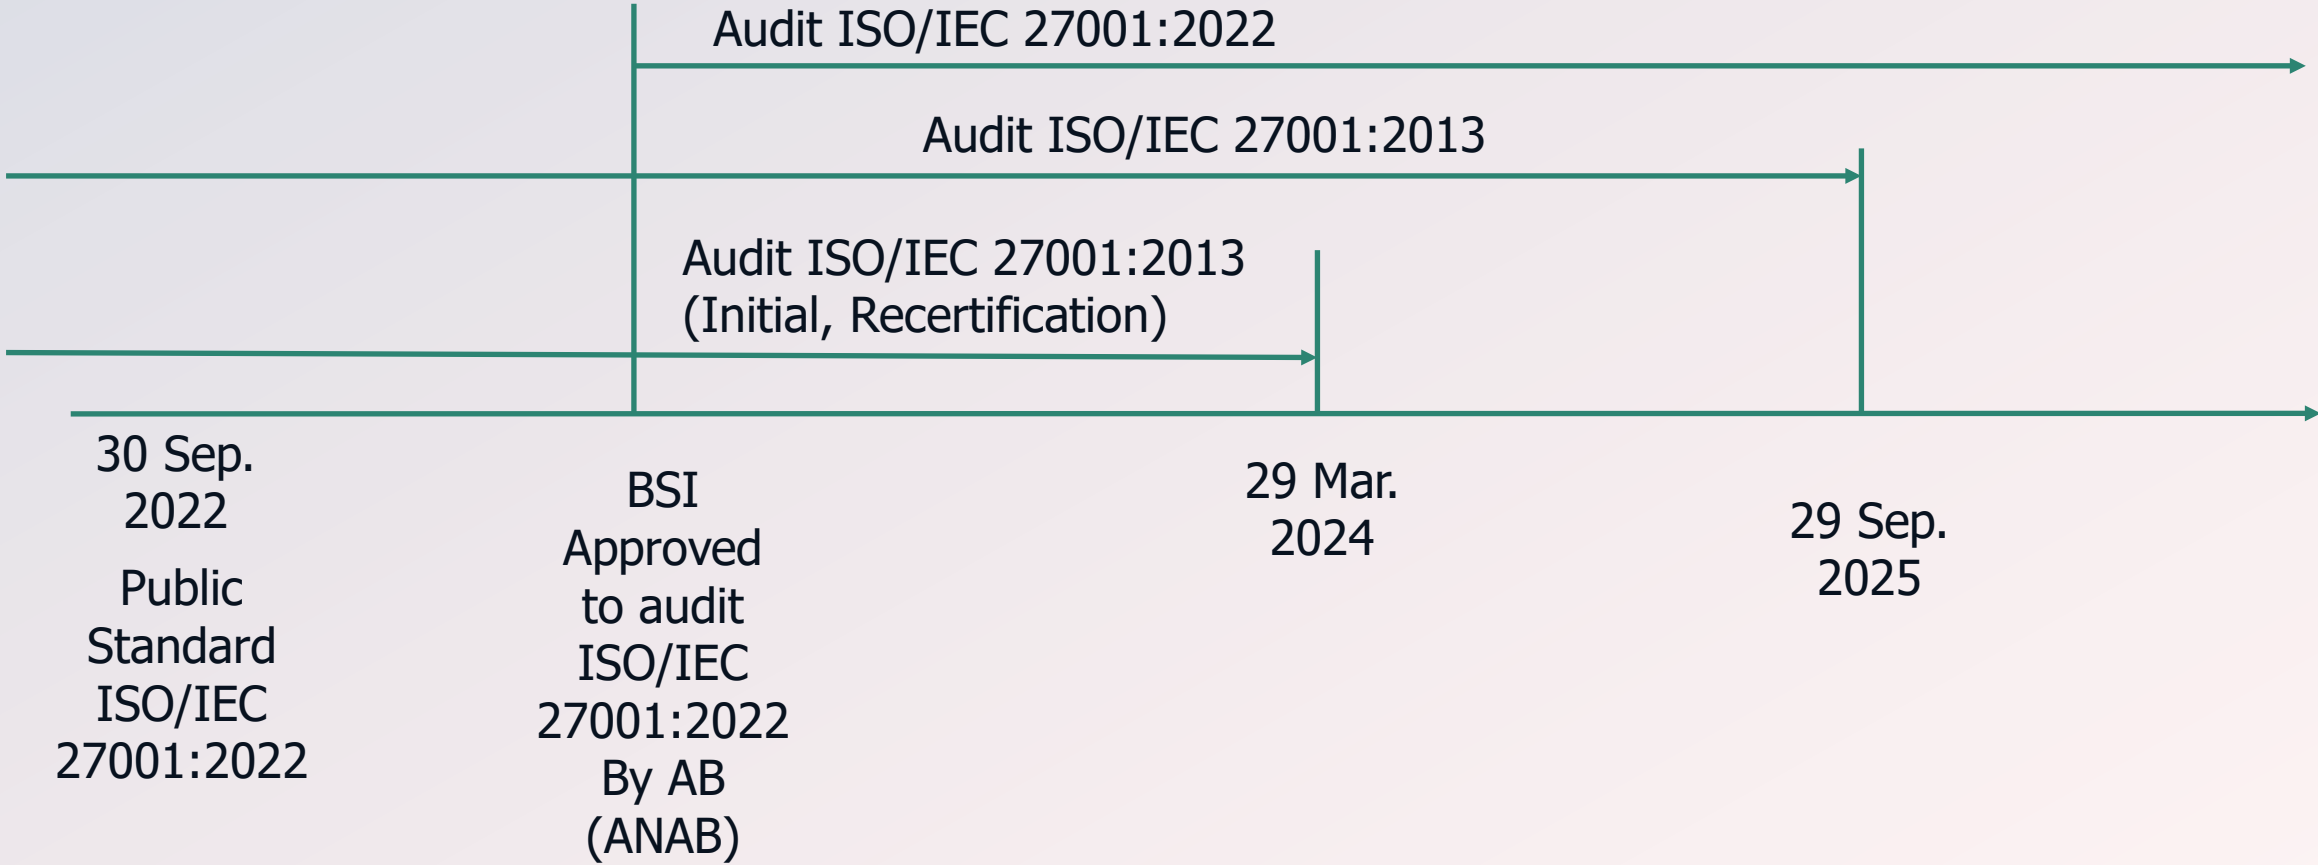 Audit ISO/IEC 27001:2022
Audit ISO/IEC 27001:2013
Audit ISO/IEC 27001:2013
(Initial, Recertification)
30 Sep.
2022
Public
Standard
ISO/IEC
27001:2022
BSI
Approved
to audit
ISO/IEC
27001:2022
By AB
(ANAB)
29 Mar.
2024
29 Sep.
2025